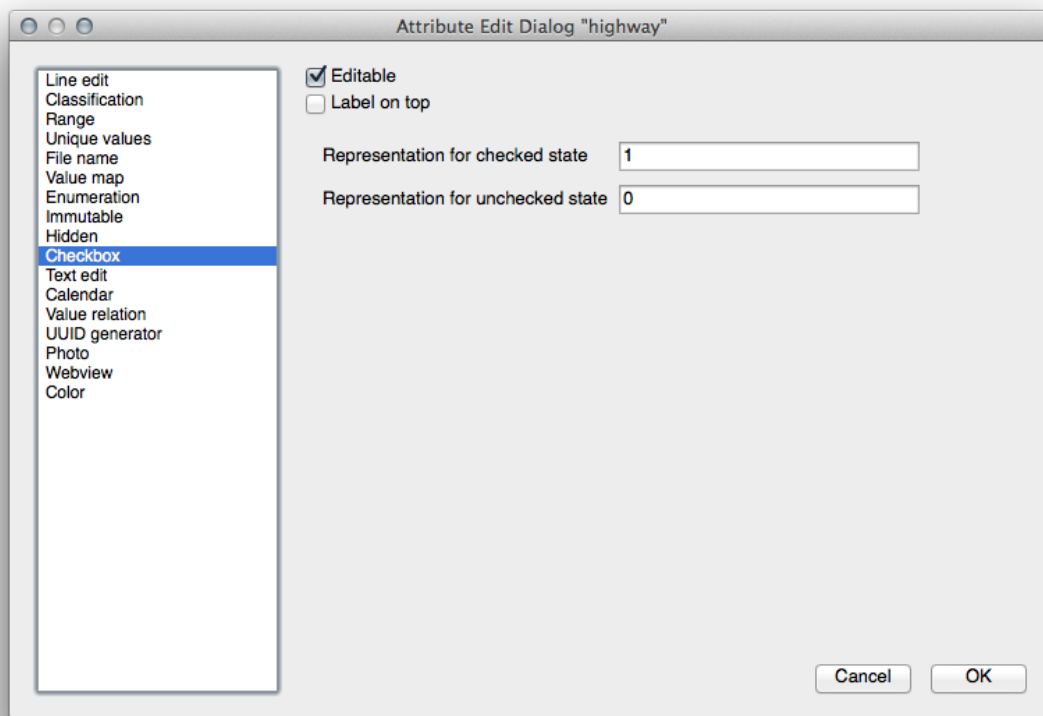 Attribute Edit Dialog "highway"
Line edit
Classification
Range
Unique values
File name
Value map
Enumeration
Immutable
Hidden
Checkbox
Text edit
Calendar
Value relation
UUID generator
Photo
Webview
Color
Editable
Label on top
Representation for checked state 1
Representation for unchecked state 0
Cancel OK